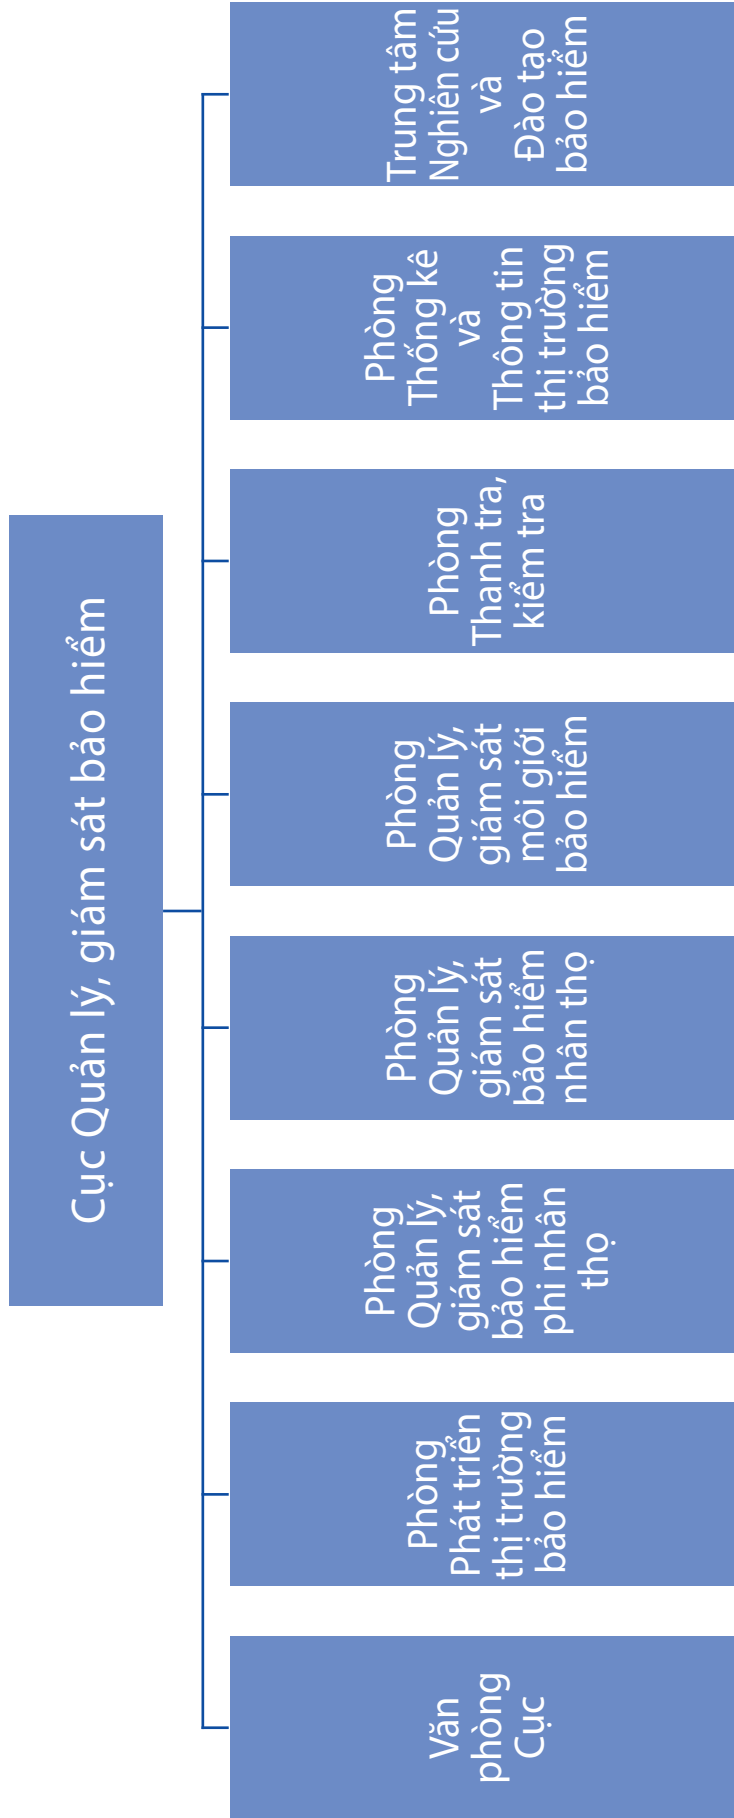 Cục Quản lý, giám sát bảo hiểm
Văn
phòng
Cục
Phòng
Phát triển
thị trường
bảo hiểm
Phòng
Quản lý,
giám sát
bảo hiểm
phi nhân
thọ
Phòng
Quản lý,
giám sát
bảo hiểm
nhân thọ
Phòng
Quản lý,
giám sát
môi giới
bảo hiểm
Phòng
Thanh tra,
kiểm tra
Phòng
Thống kê
và
Thông tin
thị trường
bảo hiểm
Trung tâm
Nghiên cứu
và
Đào tạo
bảo hiểm